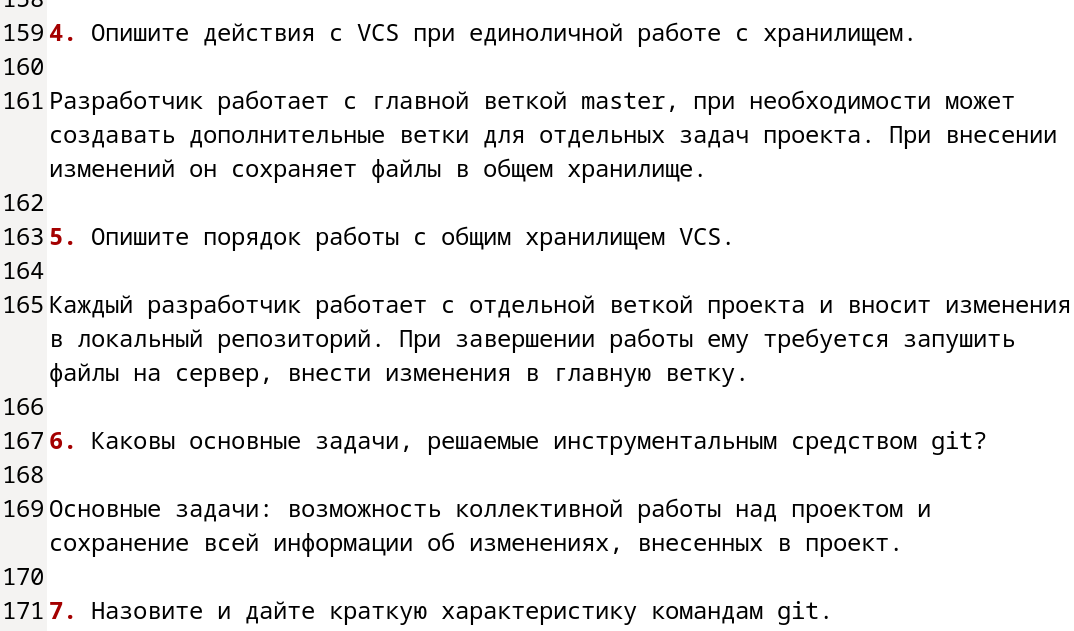 158
159 4. Опишите действия с VCS при единоличной работе с хранилищем.
160
161 Разработчик работает с главной веткой master, при необходимости может
создавать дополнительные ветки для отдельных задач проекта. При внесении
изменений он сохраняет файлы в общем хранилище.
162
163 5. Опишите порядок работы с общим хранилищем VCS.
164
165 Каждый разработчик работает с отдельной веткой проекта и вносит изменения
в локальный репозиторий. При завершении работы ему требуется запушить
файлы на сервер, внести изменения в главную ветку.
166
167 6. Каковы основные задачи, решаемые инструментальным средством git?
168
169 Основные задачи: возможность коллективной работы над проектом и
сохранение всей информации об изменениях, внесенных в проект.
170
171 7. Назовите и дайте краткую характеристику командам git.